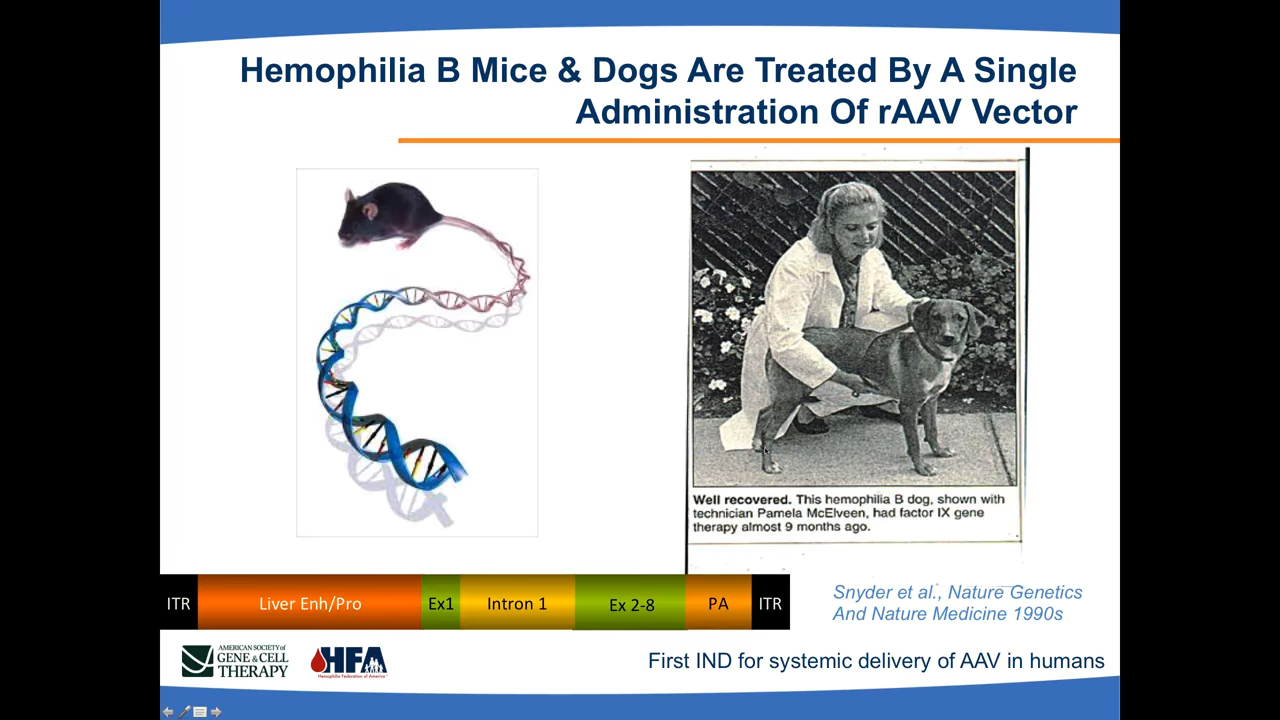 Hemophilia B Mice & Dogs Are Treated By A Single
Administration Of rAAV Vector
Well recovered. This hemophilia B dog, shown with
technician Pamela McElveen, had factor IX gene
therapy almost 9 months ago.
ITR
Liver Enh/Pro
Ex1
Intron 1
Ex 2-8
PA
ITR
Snyder et al., Nature Genetics
And Nature Medicine 1990s
AMERICAN SOCIETY of
GENE & CELL
THERAPY
HFA
Hemophilia Federation of America
First IND for systemic delivery of AAV in humans